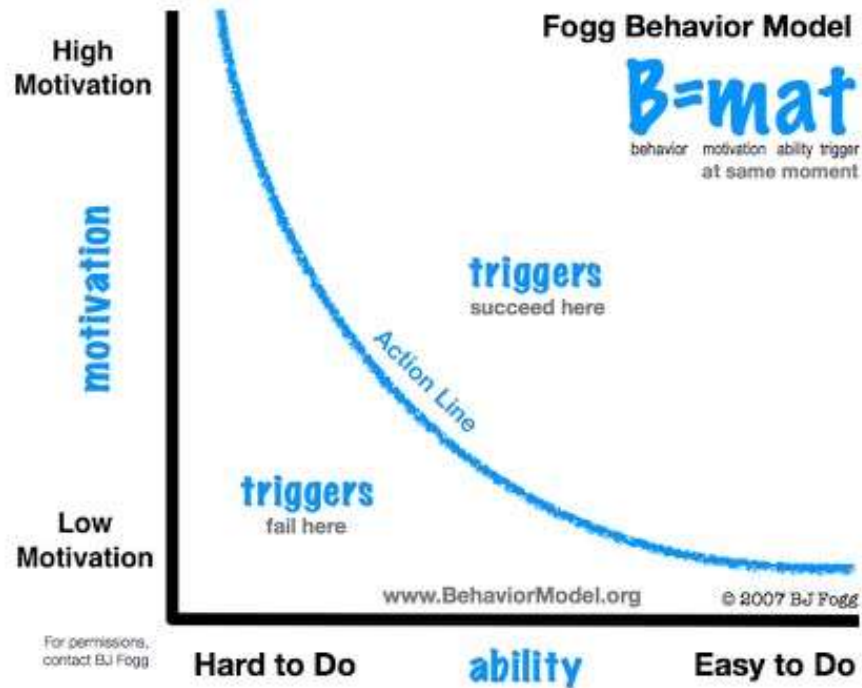 Fogg Behavior Model
B=mat
behavior motivation ability trigger
at same moment
High
Motivation
motivation
triggers
succeed here
Action Line
triggers
fail here
Low
Motivation
www.BehaviorModel.org
© 2007 BJ Fogg
For permissions,
contact BJ Fogg
Hard to Do
ability
Easy to Do